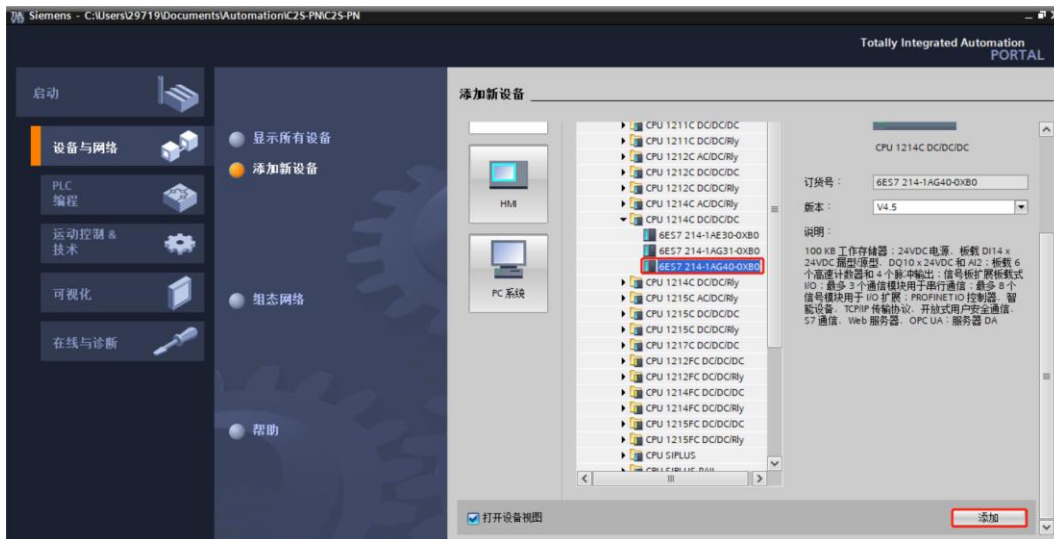 Siemens - C:\Users\29719\Documents\Automation\C2S-PN\C2S-PN
Totally Integrated Automation
PORTAL
启动
设备与网络
PLC
编程
运动控制 &
技术
可视化
在线与诊断
显示所有设备
添加新设备
组态网络
帮助
添加新设备
HMI
PC 系统
CPU 1211C DC/DC/DC
CPU 1211C DC/DC/Rly
CPU 1212C AC/DC/Rly
CPU 1212C DC/DC/DC
CPU 1212C DC/DC/Rly
CPU 1214C AC/DC/Rly
CPU 1214C DC/DC/DC
6ES7 214-1AE30-0XB0
6ES7 214-1AG31-0XB0
6ES7 214-1AG40-0XB0
CPU 1214C DC/DC/Rly
CPU 1215C AC/DC/Rly
CPU 1215C DC/DC/DC
CPU 1215C DC/DC/Rly
CPU 1217C DC/DC/DC
CPU 1212FC DC/DC/DC
CPU 1212FC DC/DC/Rly
CPU 1214FC DC/DC/DC
CPU 1214FC DC/DC/Rly
CPU 1215FC DC/DC/DC
CPU 1215FC DC/DC/Rly
CPU SIPLUS
CPU 1214C DC/DC/DC
订货号：
6ES7 214-1AG40-0XB0
版本：
V4.5
说明：
100 KB 工作存储器；24VDC 电源，板载 DI14 x
24VDC 漏型/源型，DQ10 x 24VDC 和 AI2；板载 6
个高速计数器和 4 个脉冲输出；信号板扩展板载式
I/O；最多 3 个通信模块用于串行通信；最多 8 个
信号模块用于 I/O 扩展；PROFINET IO 控制器、智
能设备、TCP/IP 传输协议、开放式用户安全通信、
S7 通信、Web 服务器、OPC UA：服务器 DA
打开设备视图
添加